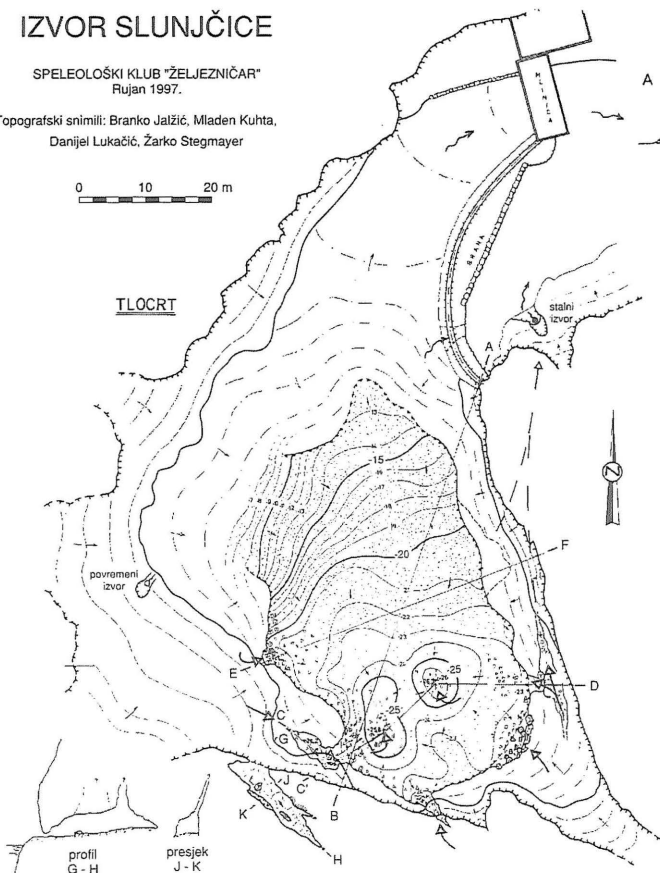 IZVOR SLUNJČICE
SPELEOLOŠKI KLUB "ŽELJEZNIČAR"
Rujan 1997.
Topografski snimili: Branko Jalžić, Mladen Kuhta,
Danijel Lukačić, Žarko Stegmayer
0 10 20 m
TLOCRT
MLINICA
A
BRANA
stalni
izvor
A
Z
15
-20
F
povremeni
izvor
E
-25
D
-25
C
G
J
C'
K
B
H
profil
G - H
presjek
J - K